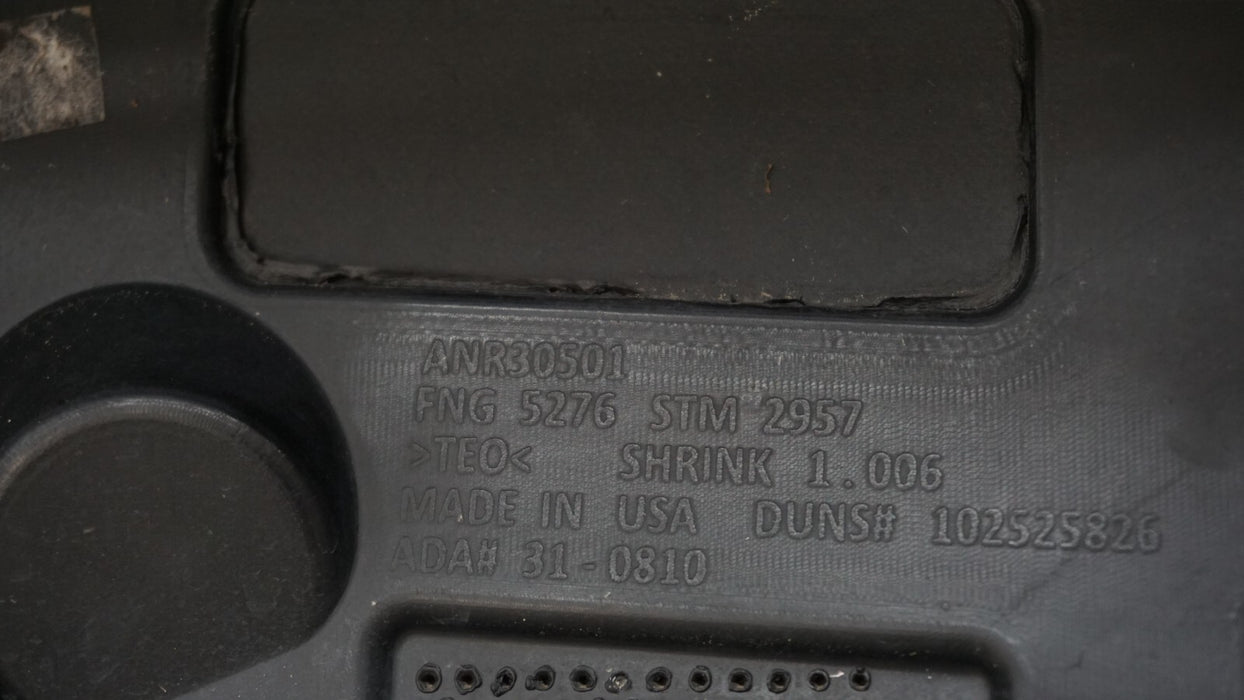 ANR30501
FNG 5276 STM 2957
>TEO< SHRINK 1.006
MADE IN USA DUNS# 102525826
ADA# 31-0810